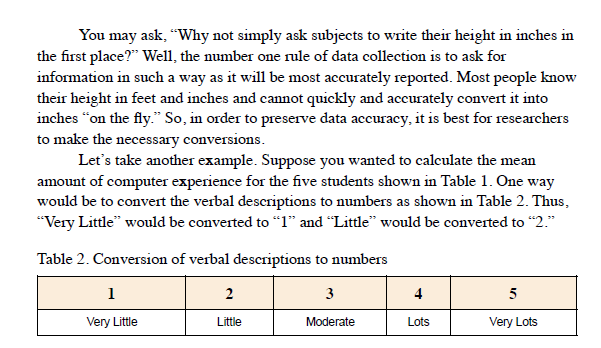 You may ask, “Why not simply ask subjects to write their height in inches in
the first place?” Well, the number one rule of data collection is to ask for
information in such a way as it will be most accurately reported. Most people know
their height in feet and inches and cannot quickly and accurately convert it into
inches “on the fly.” So, in order to preserve data accuracy, it is best for researchers
to make the necessary conversions.
Let’s take another example. Suppose you wanted to calculate the mean
amount of computer experience for the five students shown in Table 1. One way
would be to convert the verbal descriptions to numbers as shown in Table 2. Thus,
“Very Little” would be converted to “1” and “Little” would be converted to “2.”
Table 2. Conversion of verbal descriptions to numbers
1 2 3 4 5
Very Little Little Moderate Lots Very Lots